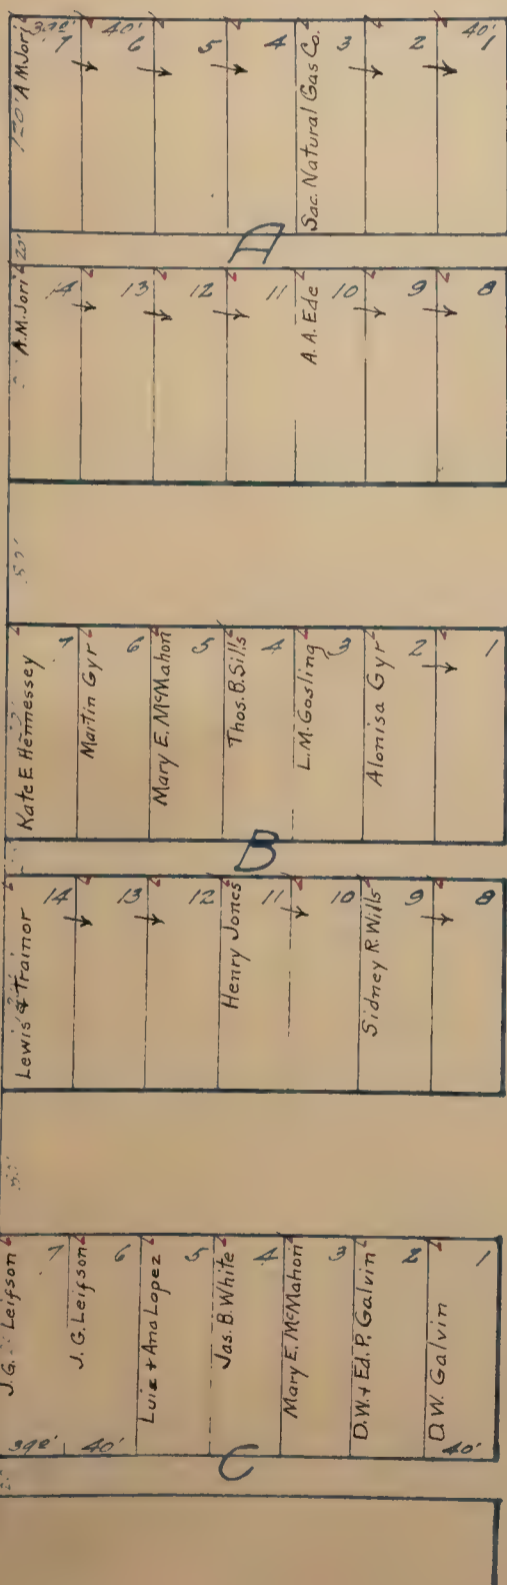 A.M. Jori
7
40'
6
5
4
Sac. Natural Gas Co.
3
2
40'
1
A
20'
A.M. Jori
14
13
12
11
A.A. Ede
10
9
8
Kate E Hennessey
7
Martin Gyr
6
Mary E. McMahon
5
Thos. B. Sills
4
L.M. Gosling
3
Alonisa Gyr
2
1
B
Lewis & Trainor
14
13
12
Henry Jones
11
10
Sidney R. Wills
9
8
J.G. Leifson
7
J.G. Leifson
6
Luis + Ana Lopez
5
Jas. B. White
4
Mary E. McMahon
3
D.W. + Ed. P. Galvin
2
D.W. Galvin
1
40'
40'
C